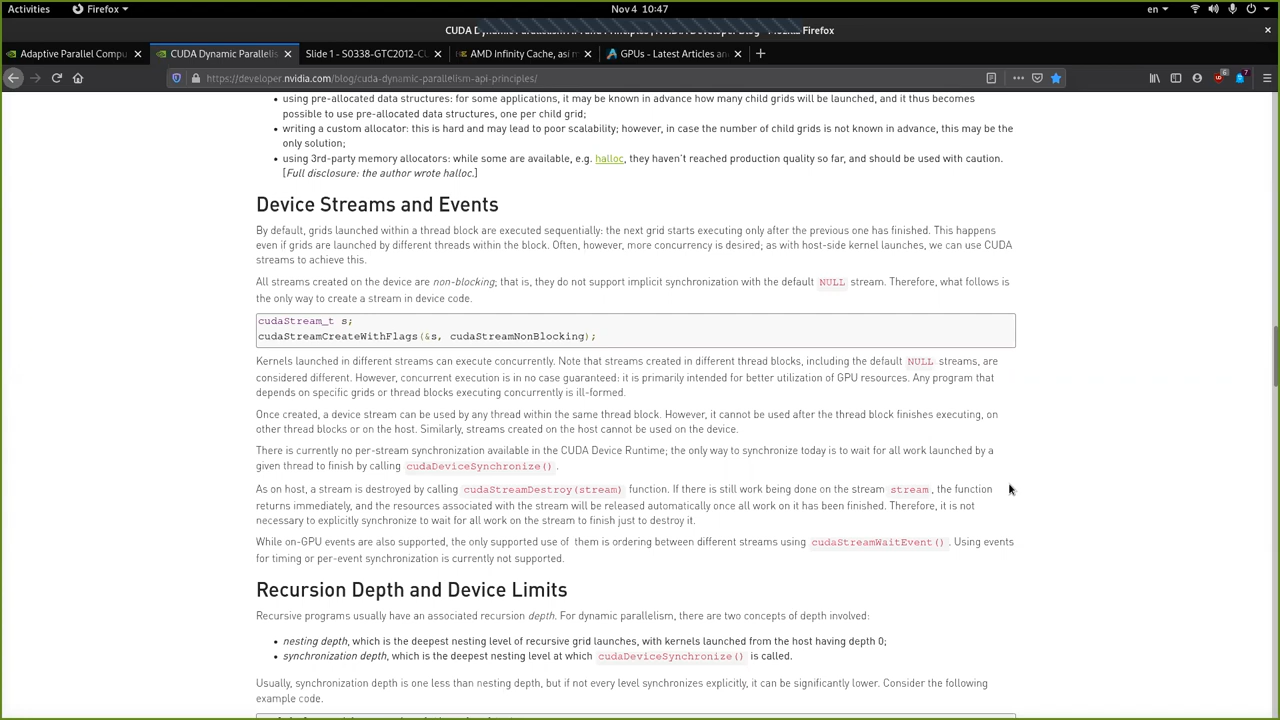 Activities Firefox Nov 4 10:47 en
CUDA Dynamic Parallelism API and Principles | NVIDIA Developer Blog - Mozilla Firefox
Adaptive Parallel Compu × CUDA Dynamic Parallelis × Slide 1 - S0338-GTC2012-CU × AMD Infinity Cache, así m × GPUs - Latest Articles an × +
https://developer.nvidia.com/blog/cuda-dynamic-parallelism-api-principles/
• using pre-allocated data structures: for some applications, it may be known in advance how many child grids will be launched, and it thus becomes
possible to use pre-allocated data structures, one per child grid;
• writing a custom allocator: this is hard and may lead to poor scalability; however, in case the number of child grids is not known in advance, this may be the
only solution;
• using 3rd-party memory allocators: while some are available, e.g. halloc, they haven't reached production quality so far, and should be used with caution.
[Full disclosure: the author wrote halloc.]
Device Streams and Events
By default, grids launched within a thread block are executed sequentially: the next grid starts executing only after the previous one has finished. This happens
even if grids are launched by different threads within the block. Often, however, more concurrency is desired; as with host-side kernel launches, we can use CUDA
streams to achieve this.
All streams created on the device are non-blocking; that is, they do not support implicit synchronization with the default NULL stream. Therefore, what follows is
the only way to create a stream in device code.
cudaStream_t s;
cudaStreamCreateWithFlags(&s, cudaStreamNonBlocking);
Kernels launched in different streams can execute concurrently. Note that streams created in different thread blocks, including the default NULL streams, are
considered different. However, concurrent execution is in no case guaranteed: it is primarily intended for better utilization of GPU resources. Any program that
depends on specific grids or thread blocks executing concurrently is ill-formed.
Once created, a device stream can be used by any thread within the same thread block. However, it cannot be used after the thread block finishes executing, on
other thread blocks or on the host. Similarly, streams created on the host cannot be used on the device.
There is currently no per-stream synchronization available in the CUDA Device Runtime; the only way to synchronize today is to wait for all work launched by a
given thread to finish by calling cudaDeviceSynchronize().
As on host, a stream is destroyed by calling cudaStreamDestroy(stream) function. If there is still work being done on the stream stream, the function
returns immediately, and the resources associated with the stream will be released automatically once all work on it has been finished. Therefore, it is not
necessary to explicitly synchronize to wait for all work on the stream to finish just to destroy it.
While on-GPU events are also supported, the only supported use of them is ordering between different streams using cudaStreamWaitEvent(). Using events
for timing or per-event synchronization is currently not supported.
Recursion Depth and Device Limits
Recursive programs usually have an associated recursion depth. For dynamic parallelism, there are two concepts of depth involved:
• nesting depth, which is the deepest nesting level of recursive grid launches, with kernels launched from the host having depth 0;
• synchronization depth, which is the deepest nesting level at which cudaDeviceSynchronize() is called.
Usually, synchronization depth is one less than nesting depth, but if not every level synchronizes explicitly, it can be significantly lower. Consider the following
example code.